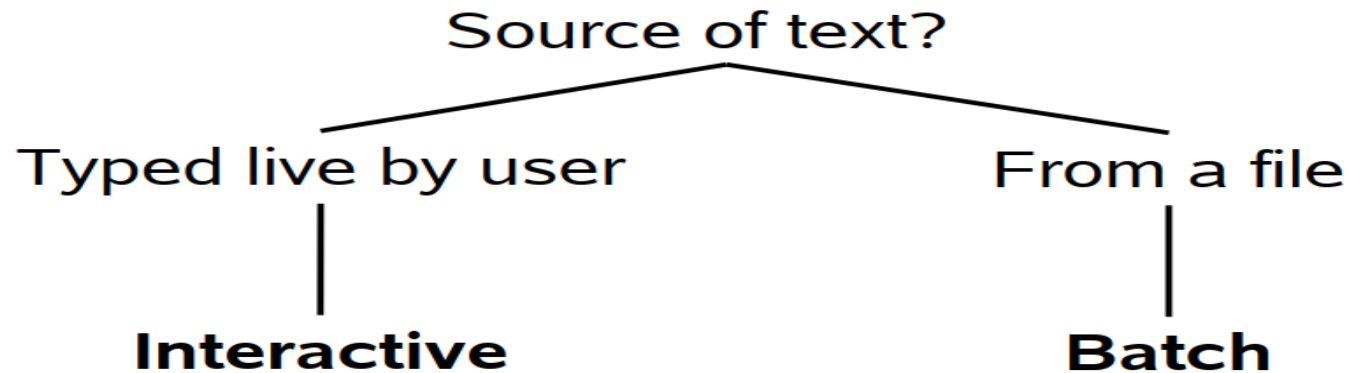 Source of text?
Typed live by user
From a file
Interactive
Batch